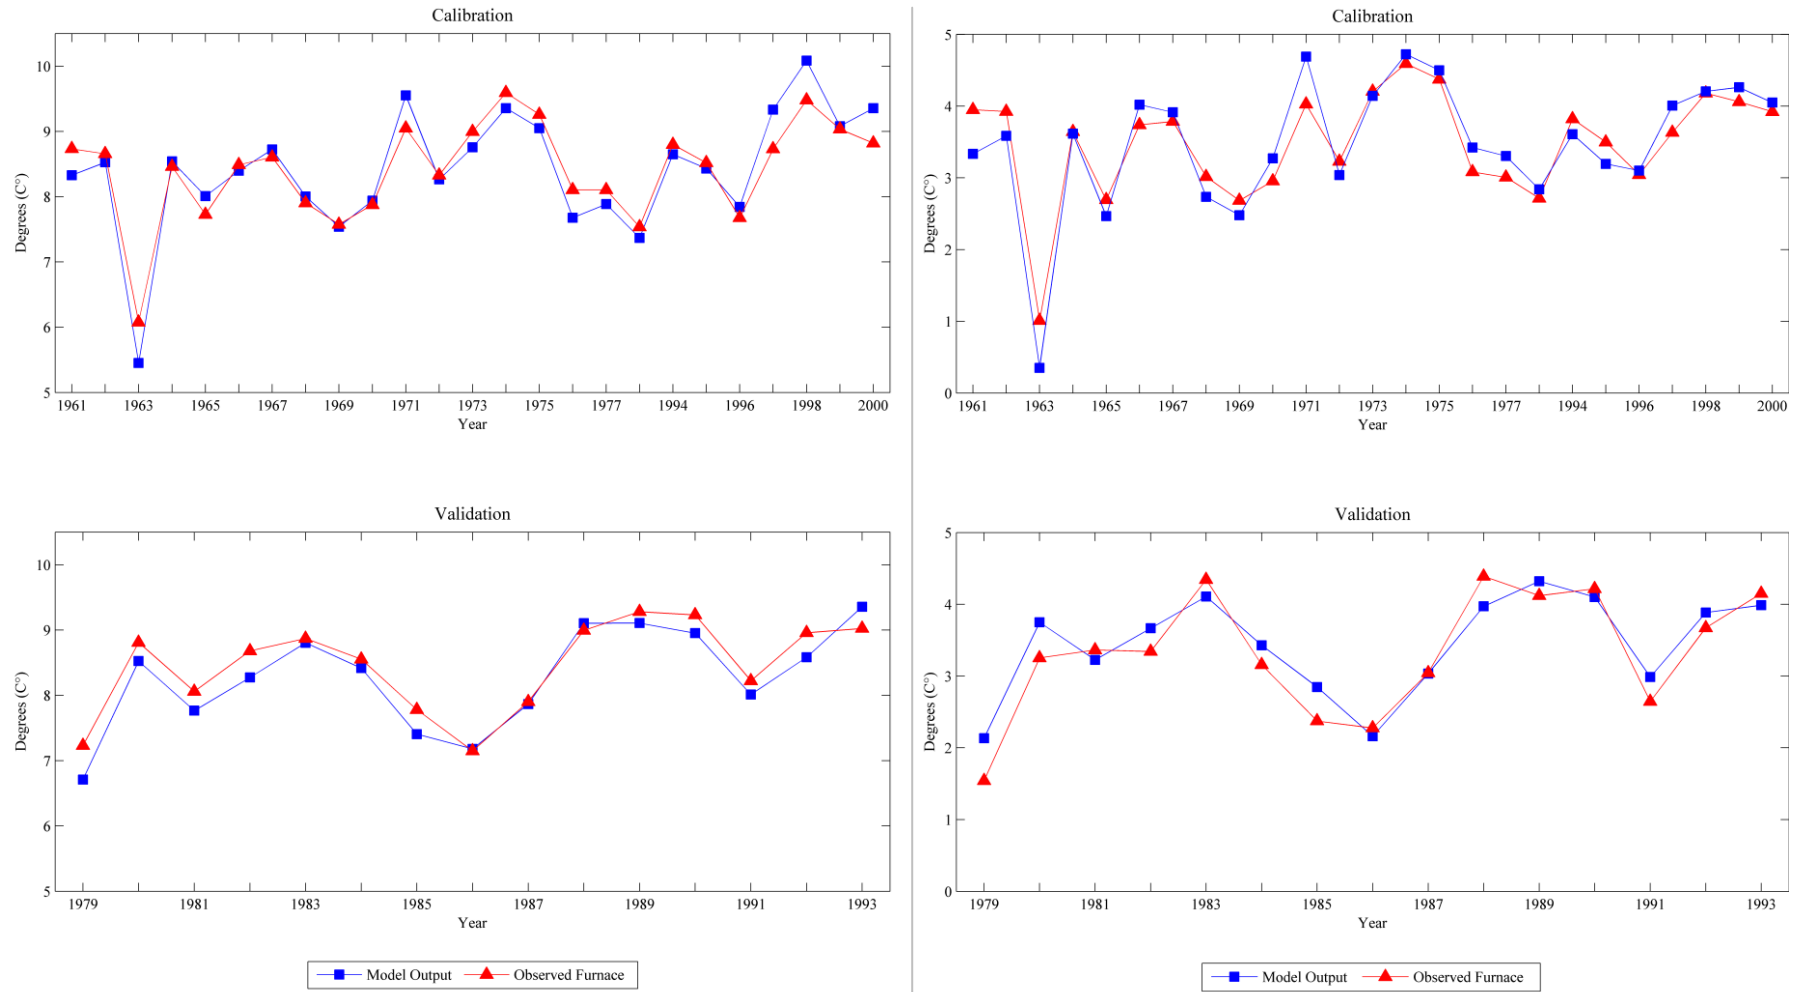 Calibration
10
9
8
7
6
5
Degrees (C°)
1961 1963 1965 1967 1969 1971 1973 1975 1977 1994 1996 1998 2000
Year
Validation
10
9
8
7
6
5
Degrees (C°)
1979 1981 1983 1985 1987 1989 1991 1993
Year
Model Output Observed Furnace
Calibration
5
4
3
2
1
0
Degrees (C°)
1961 1963 1965 1967 1969 1971 1973 1975 1977 1994 1996 1998 2000
Year
Validation
5
4
3
2
1
0
Degrees (C°)
1979 1981 1983 1985 1987 1989 1991 1993
Year
Model Output Observed Furnace